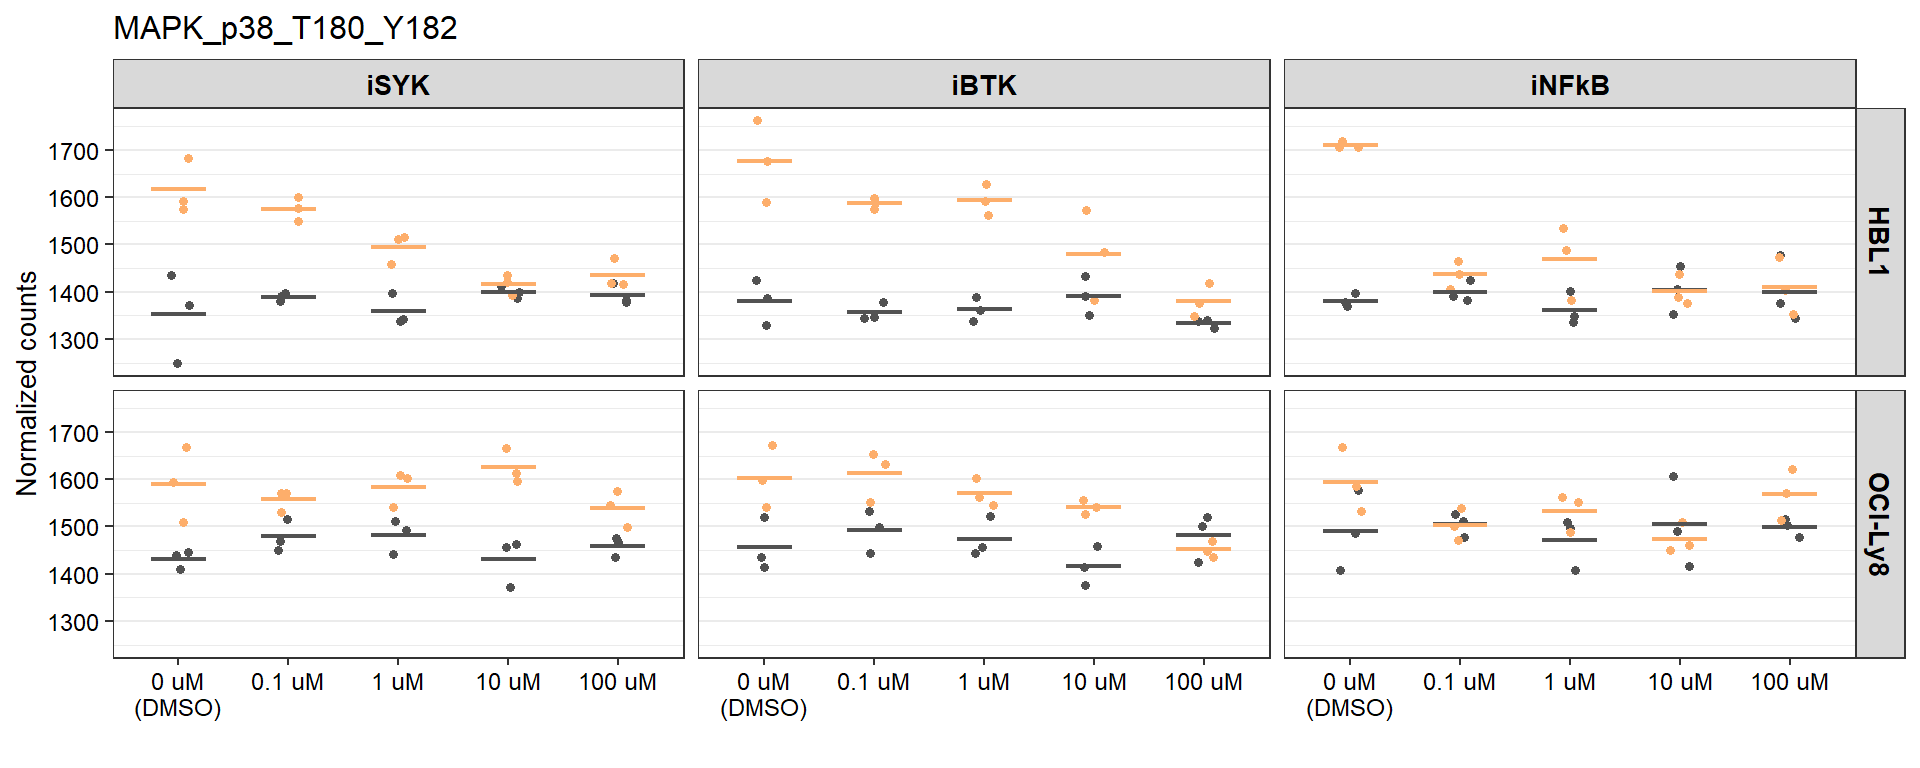 MAPK_p38_T180_Y182
iSYK
iBTK
iNFkB
Normalized counts
1700
1600
1500
1400
1300
HBL1
1700
1600
1500
1400
1300
OCI-Ly8
0 uM
(DMSO)
0.1 uM
1 uM
10 uM
100 uM
0 uM
(DMSO)
0.1 uM
1 uM
10 uM
100 uM
0 uM
(DMSO)
0.1 uM
1 uM
10 uM
100 uM